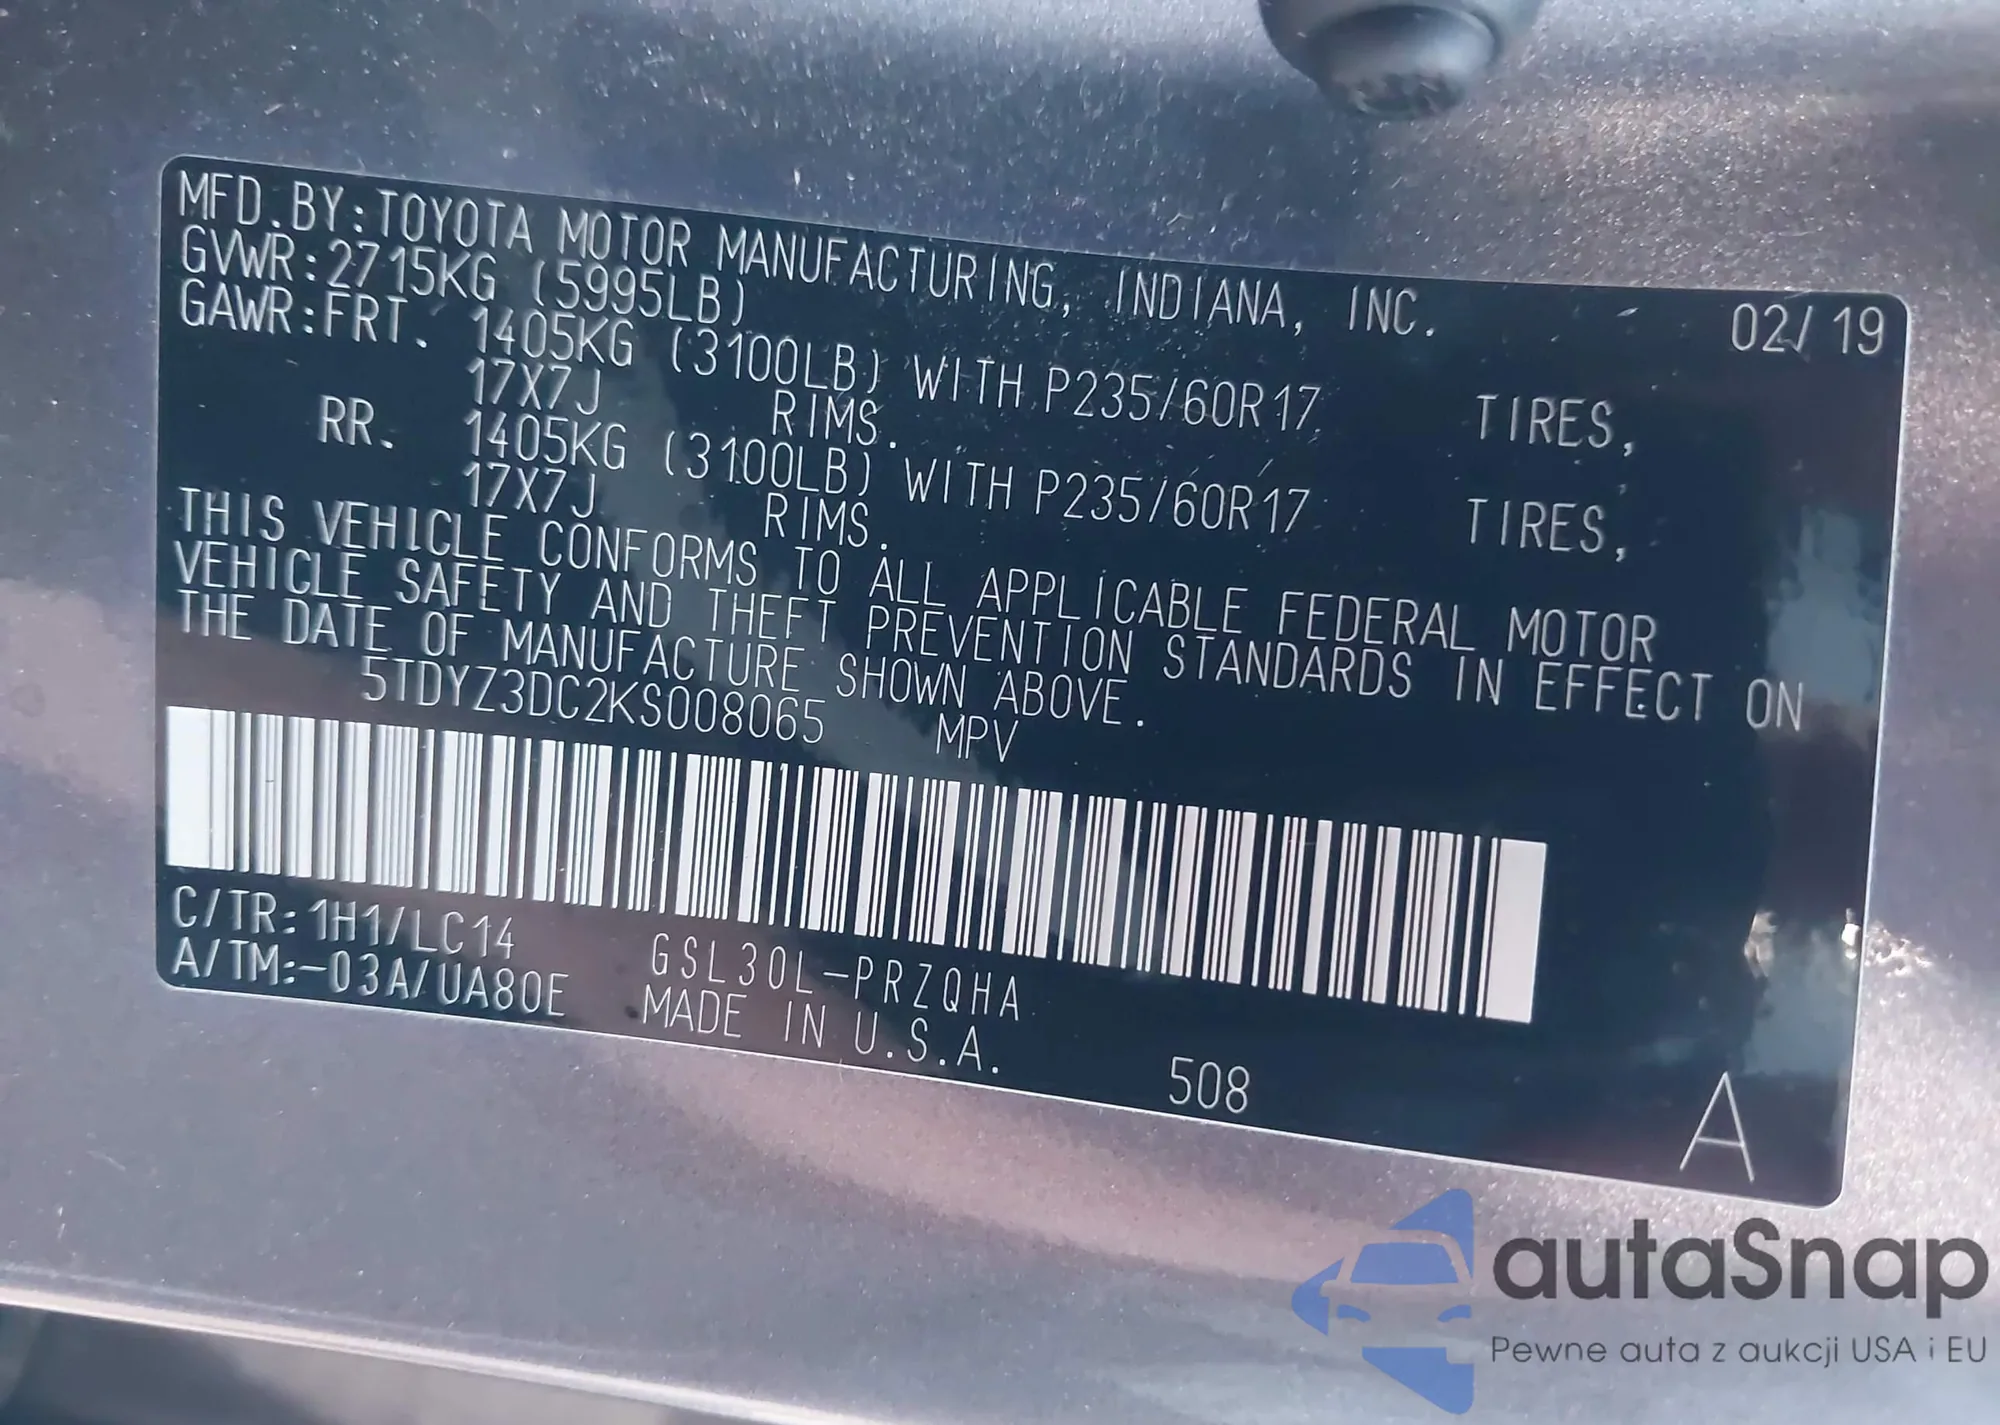 MFD.BY:TOYOTA MOTOR MANUFACTURING, INDIANA, INC. 02/19
GVWR:2715KG (5995LB)
GAWR:FRT. 1405KG (3100LB) WITH P235/60R17 TIRES,
17X7J RIMS.
RR. 1405KG (3100LB) WITH P235/60R17 TIRES,
17X7J RIMS.
THIS VEHICLE CONFORMS TO ALL APPLICABLE FEDERAL MOTOR
VEHICLE SAFETY AND THEFT PREVENTION STANDARDS IN EFFECT ON
THE DATE OF MANUFACTURE SHOWN ABOVE.
5TDYZ3DC2KS008065 MPV
C/TR:1H1/LC14 GSL30L-PRZQHA
A/TM:-03A/UA80E MADE IN U.S.A.
508 A
autaSnap
Pewne auta z aukcji USA i EU